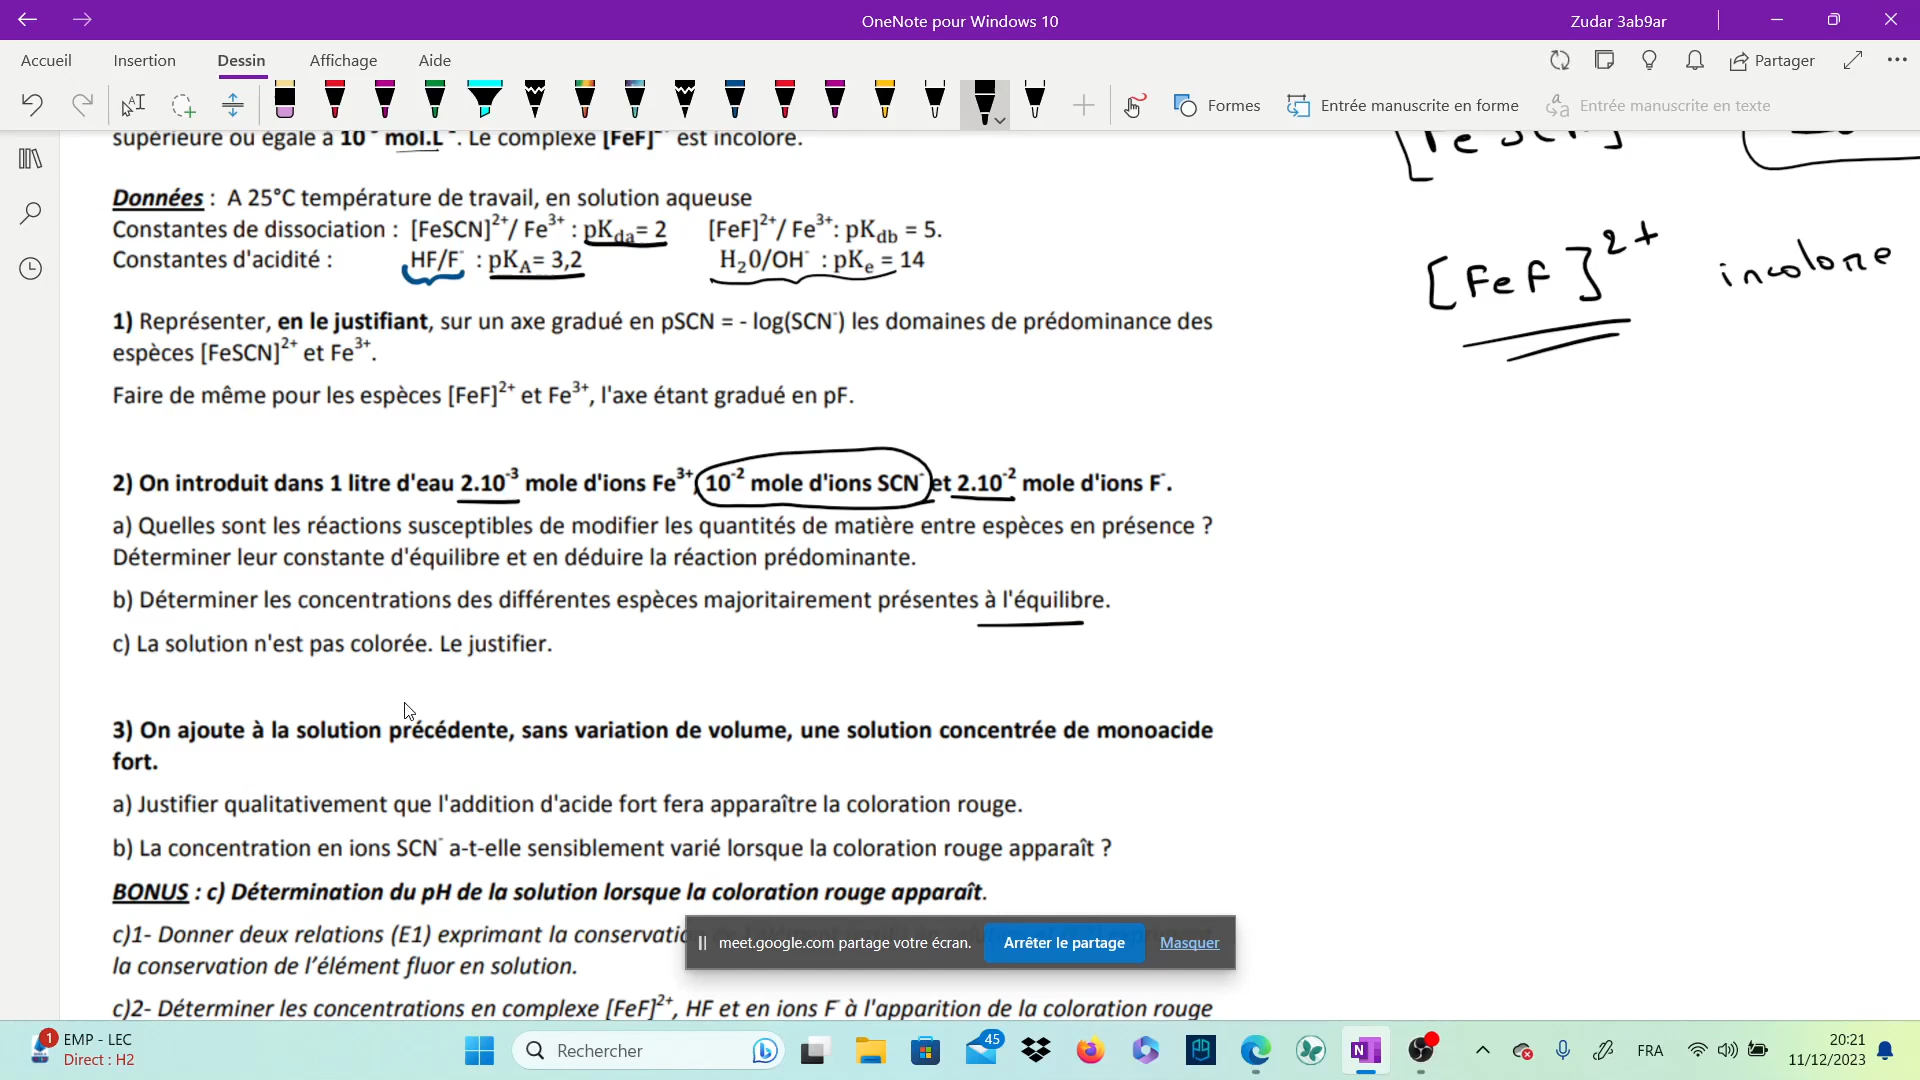 OneNote pour Windows 10
Zudar 3ab9ar
Accueil Insertion Dessin Affichage Aide
Partager
Formes Entrée manuscrite en forme Entrée manuscrite en texte
mol.L Le complexe [FeF] est incolore.
Données : A 25°C température de travail, en solution aqueuse
Constantes de dissociation : [FeSCN]²⁺/ Fe³⁺ : pKda= 2 [FeF]²⁺/ Fe³⁺: pKdb = 5.
Constantes d'acidité : HF/F⁻ : pKA= 3,2 H₂0/OH⁻ : pKe = 14
[FeF]²⁺ incolore
1) Représenter, en le justifiant, sur un axe gradué en pSCN = - log(SCN⁻) les domaines de prédominance des
espèces [FeSCN]²⁺ et Fe³⁺.
Faire de même pour les espèces [FeF]²⁺ et Fe³⁺, l'axe étant gradué en pF.
2) On introduit dans 1 litre d'eau 2.10⁻³ mole d'ions Fe³⁺, 10⁻² mole d'ions SCN⁻ et 2.10⁻² mole d'ions F⁻.
a) Quelles sont les réactions susceptibles de modifier les quantités de matière entre espèces en présence ?
Déterminer leur constante d'équilibre et en déduire la réaction prédominante.
b) Déterminer les concentrations des différentes espèces majoritairement présentes à l'équilibre.
c) La solution n'est pas colorée. Le justifier.
3) On ajoute à la solution précédente, sans variation de volume, une solution concentrée de monoacide
fort.
a) Justifier qualitativement que l'addition d'acide fort fera apparaître la coloration rouge.
b) La concentration en ions SCN⁻ a-t-elle sensiblement varié lorsque la coloration rouge apparaît ?
BONUS : c) Détermination du pH de la solution lorsque la coloration rouge apparaît.
c)1- Donner deux relations (E1) exprimant la
la conservation de l'élément fluor en solution.
c)2- Déterminer les concentrations en complexe [FeF]²⁺, HF et en ions F⁻ à l'apparition de la coloration rouge
meet.google.com partage votre écran. Arrêter le partage Masquer
1 EMP - LEC
Direct : H2
Rechercher
45
FRA
20:21
11/12/2023